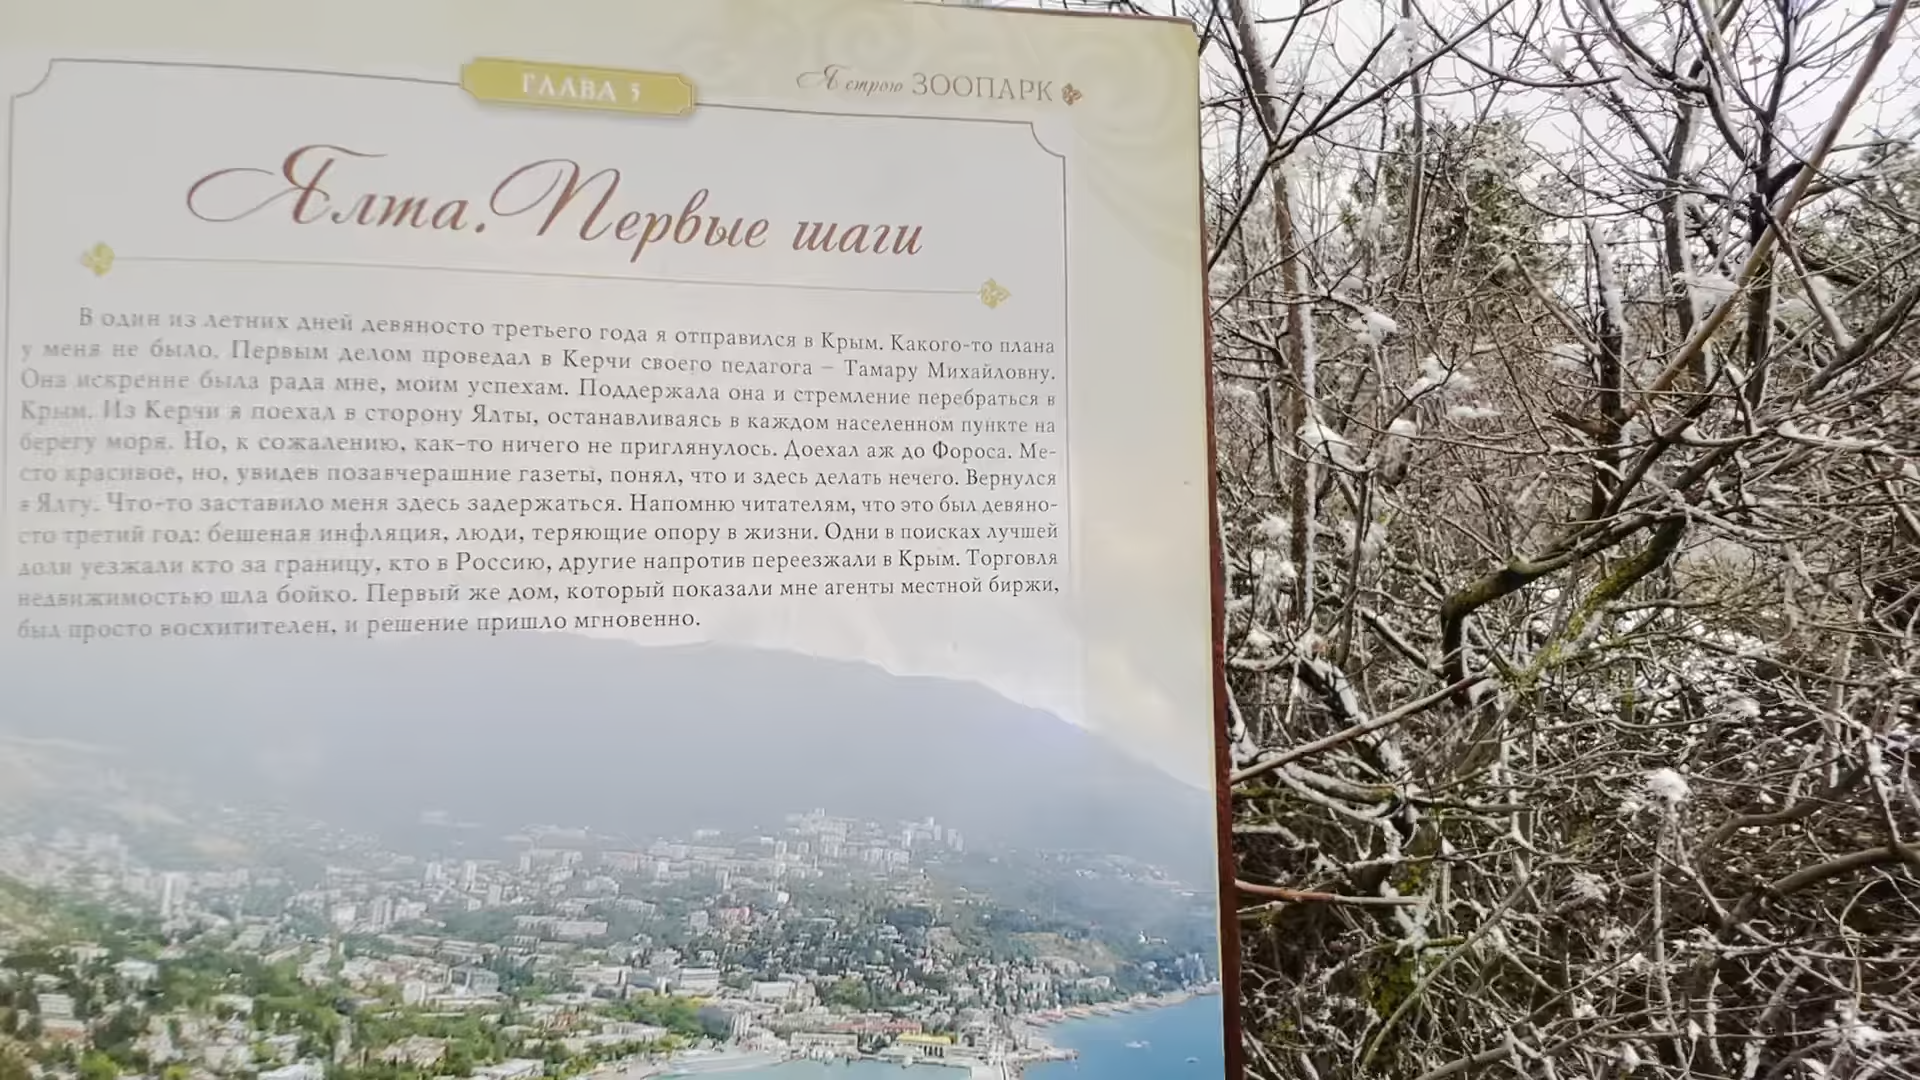 ГЛАВА 5
Я строю ЗООПАРК
Ялта. Первые шаги
В один из летних дней девяносто третьего года я отправился в Крым. Какого-то плана
у меня не было. Первым делом проведал в Керчи своего педагога – Тамару Михайловну.
Она искренне была рада мне, моим успехам. Поддержала она и стремление перебраться в
Крым. Из Керчи я поехал в сторону Ялты, останавливаясь в каждом населенном пункте на
берегу моря. Но, к сожалению, как-то ничего не приглянулось. Доехал аж до Фороса. Ме-
сто красивое, но, увидев позавчерашние газеты, понял, что и здесь делать нечего. Вернулся
в Ялту. Что-то заставило меня здесь задержаться. Напомню читателям, что это был девяно-
сто третий год: бешеная инфляция, люди, теряющие опору в жизни. Одни в поисках лучшей
доли уезжали кто за границу, кто в Россию, другие напротив переезжали в Крым. Торговля
недвижимостью шла бойко. Первый же дом, который показали мне агенты местной биржи,
был просто восхитителен, и решение пришло мгновенно.